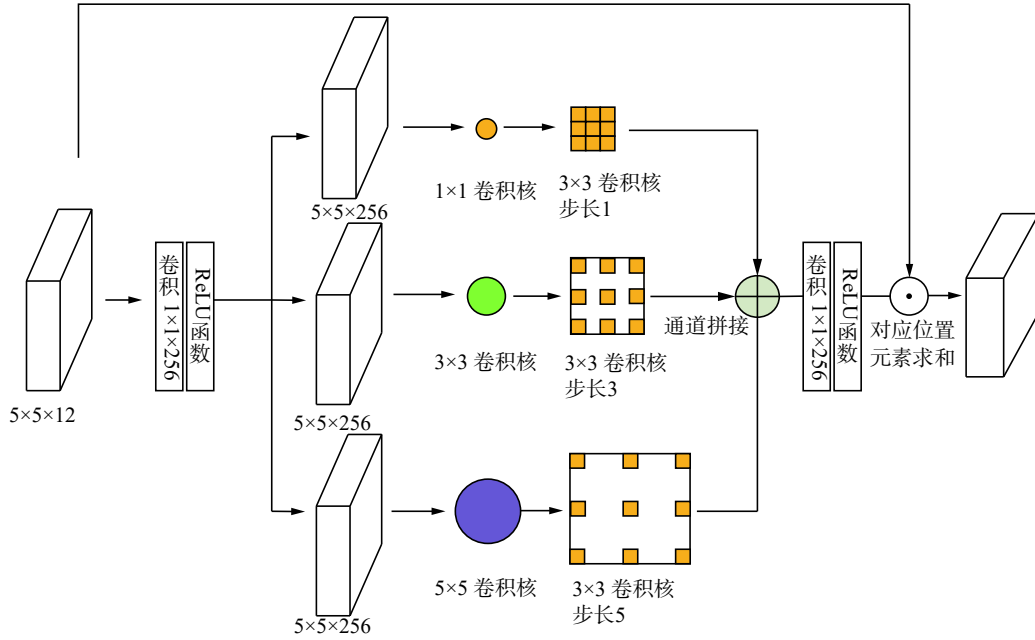 1×1 卷积核
3×3 卷积核
步长1
5×5×256
卷积 1×1×256
ReLU函数
5×5×12
3×3 卷积核
3×3 卷积核
步长3
5×5×256
通道拼接
卷积 1×1×256
ReLU函数
对应位置
元素求和
5×5 卷积核
3×3 卷积核
步长5
5×5×256